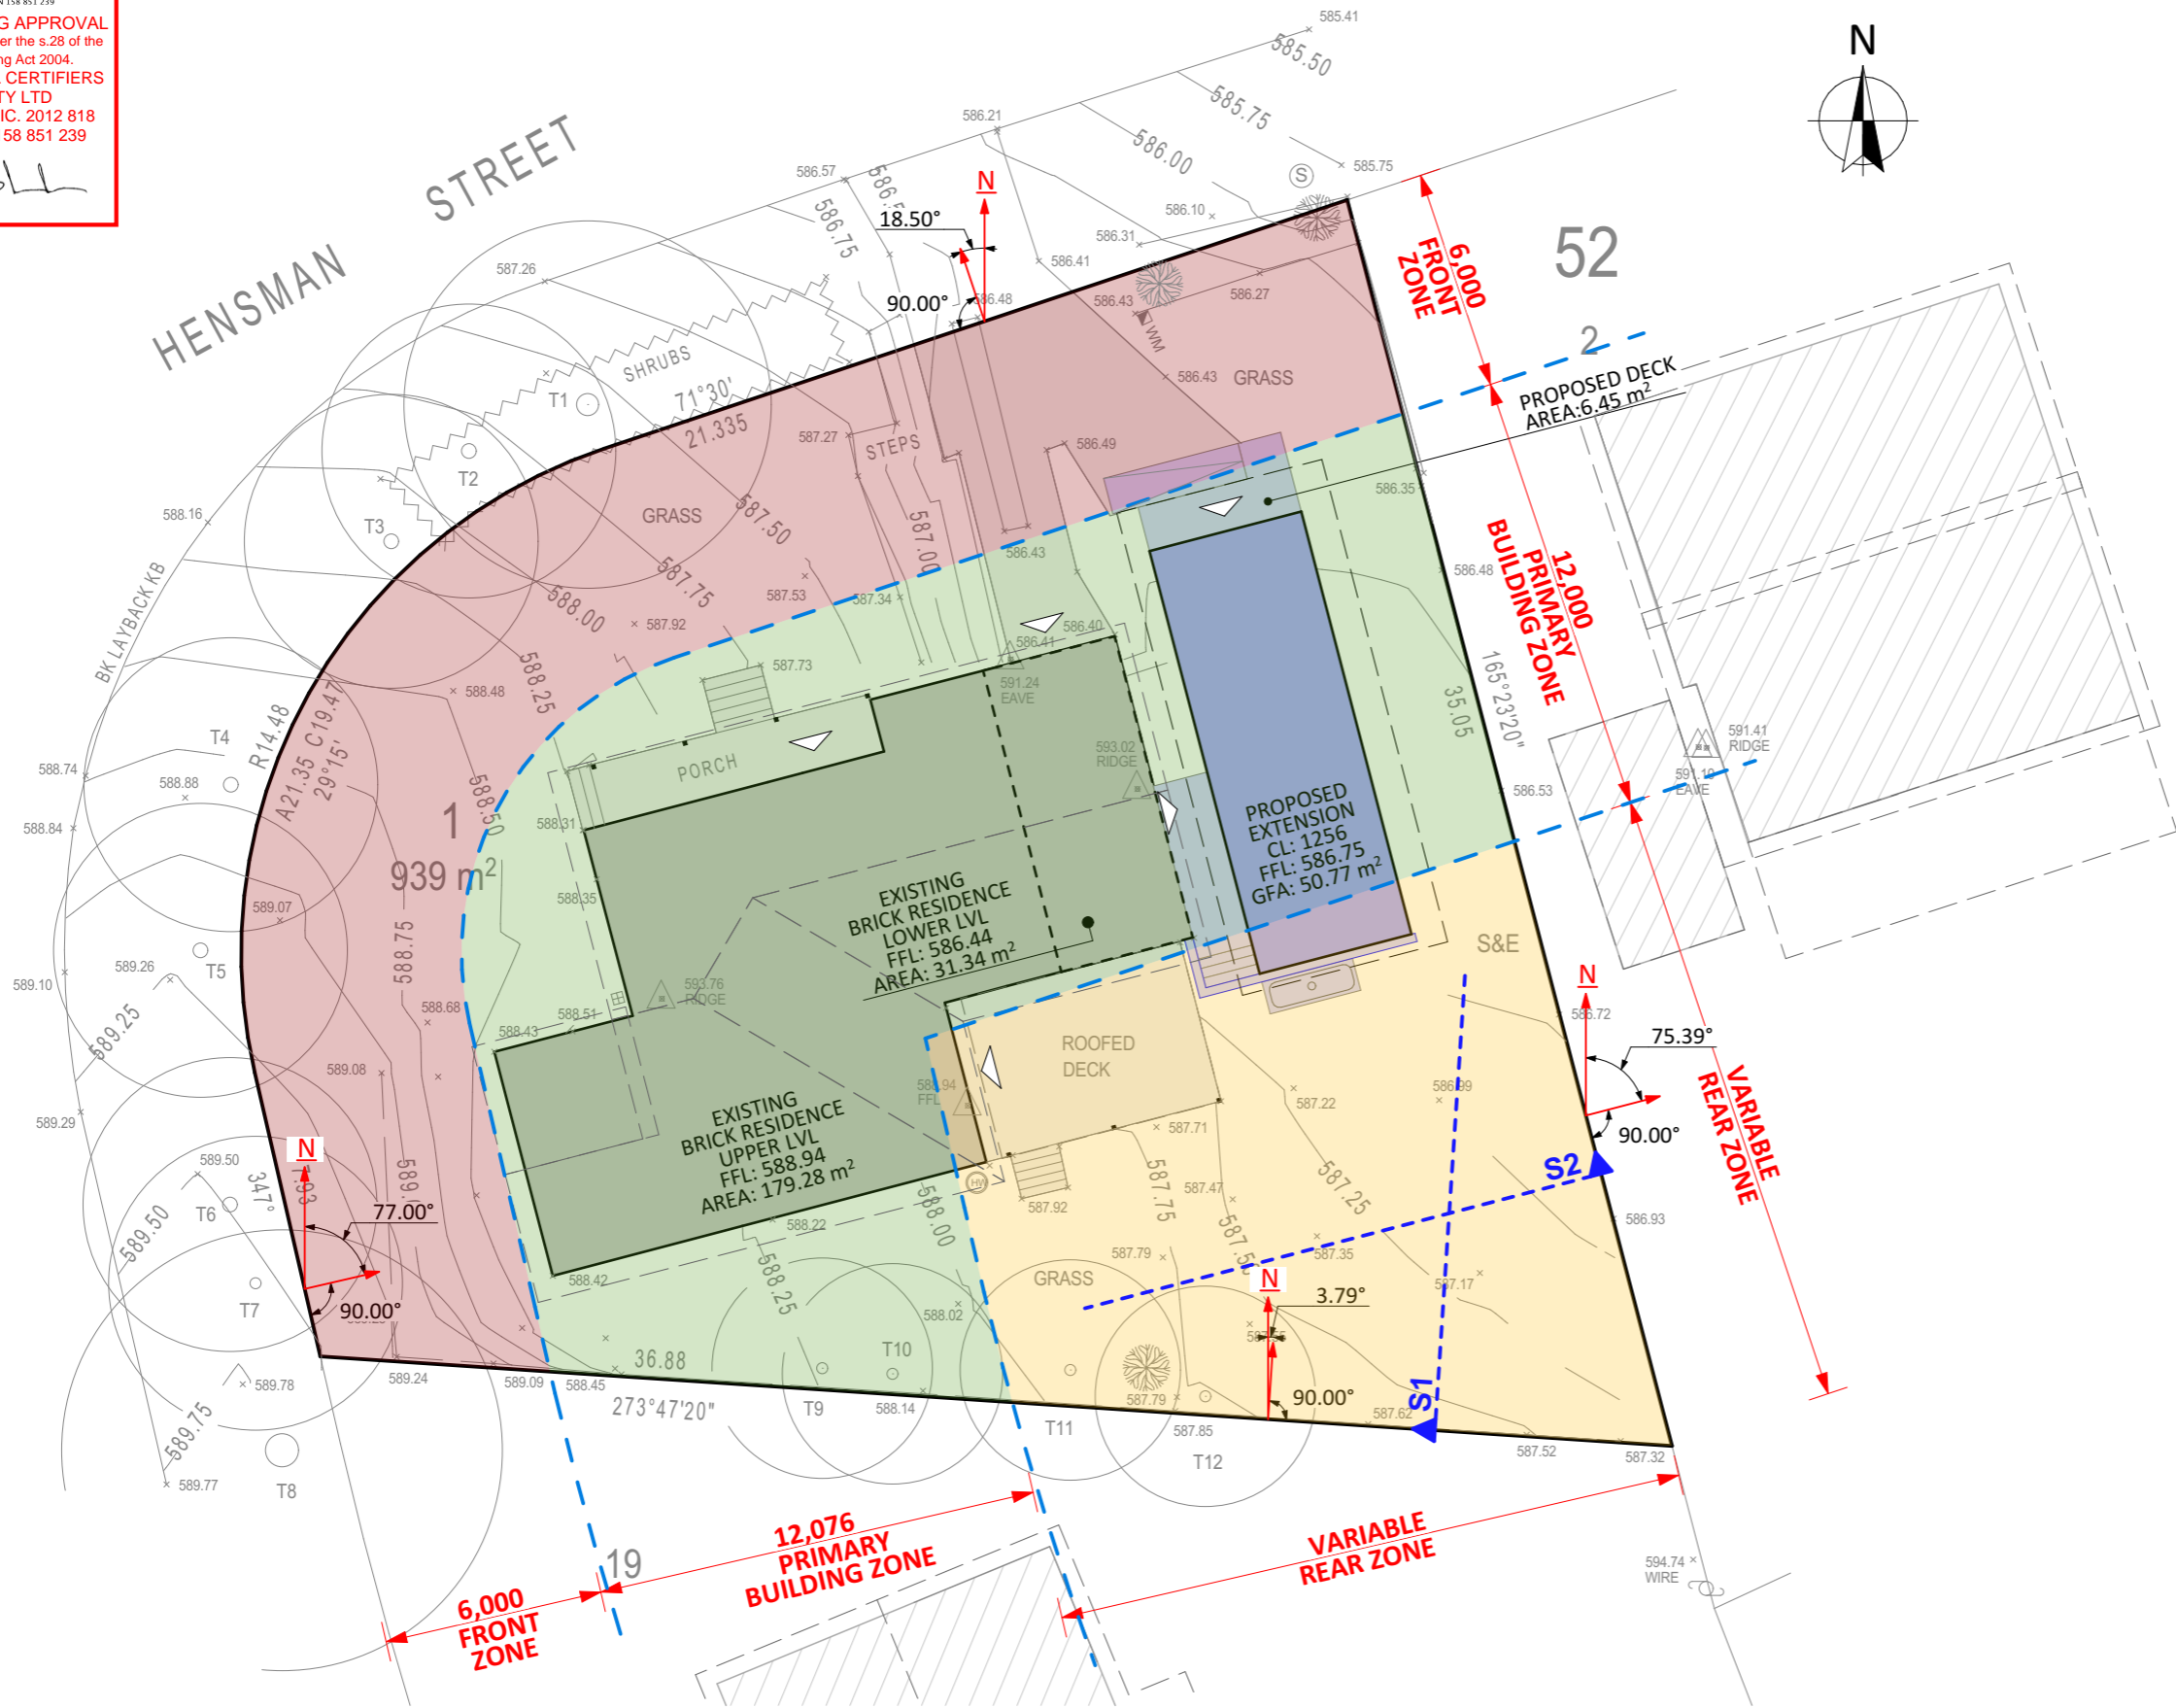 N 158 851 239
G APPROVAL
er the s.28 of the
ng Act 2004.
CERTIFIERS
TY LTD
IC. 2012 818
58 851 239
HENSMAN STREET
N
585.41
585.50
585.75
586.00
586.21
585.75
S
586.57
586.75
586.10
586.31
586.41
N
18.50°
90.00°
586.48
586.43
586.27
WM
586.43
GRASS
6,000
FRONT
ZONE
52
2
PROPOSED DECK
AREA:6.45 m²
587.26
SHRUBS
71°30'
21.335
T1
T2
T3
587.27
STEPS
586.49
586.35
588.16
GRASS
587.50
587.00
586.43
586.48
12,000
PRIMARY
BUILDING ZONE
BK LAYBACK KB
587.75
588.00
587.53
587.34
587.92
586.41
586.40
588.25
587.73
588.48
591.24
EAVE
165°23'20"
35.05
T4
R14.48
A21.35 C19.47
29°15'
PORCH
593.02
RIDGE
591.41
RIDGE
591.19
EAVE
588.74
588.88
588.84
588.50
588.31
586.53
1
939 m²
PROPOSED
EXTENSION
CL: 1256
FFL: 586.75
GFA: 50.77 m²
EXISTING
BRICK RESIDENCE
LOWER LVL
FFL: 586.44
AREA: 31.34 m²
588.35
589.07
588.75
S&E
T5
589.26
589.10
588.68
588.51
588.43
593.76
RIDGE
N
586.72
75.39°
90.00°
589.25
ROOFED
DECK
589.08
FFL
586.99
587.22
VARIABLE
REAR ZONE
EXISTING
BRICK RESIDENCE
UPPER LVL
FFL: 588.94
AREA: 179.28 m²
589.29
587.71
N
589.50
347°
77.00°
T6
589.50
HW
588.00
587.92
587.75
587.47
587.25
S2
586.93
588.22
588.25
588.42
587.79
587.35
587.17
GRASS
N
3.79°
T7
90.00°
588.02
T10
36.88
589.78
589.24
589.09
588.45
273°47'20"
T9
588.14
T11
587.79
587.85
T12
90.00°
587.62
S1
587.52
587.32
589.75
589.77
T8
12,076
PRIMARY
BUILDING ZONE
19
6,000
FRONT
ZONE
VARIABLE
REAR ZONE
594.74
WIRE